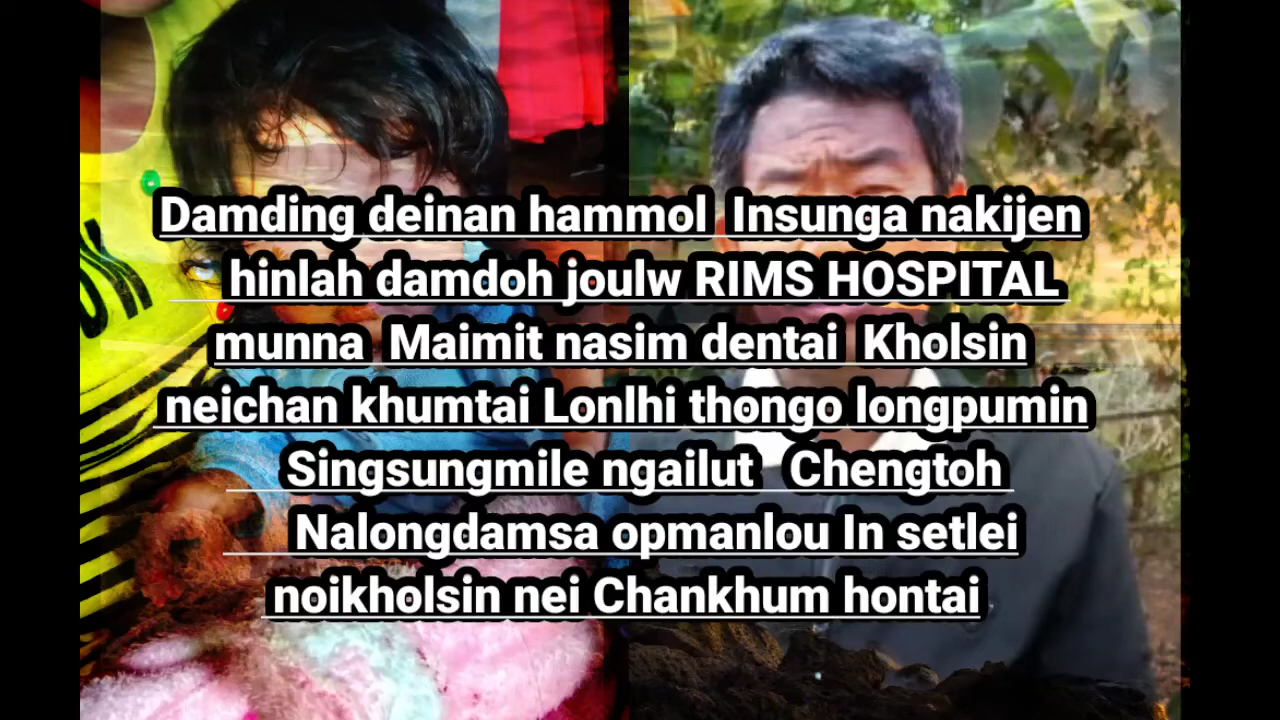 Damding deinan hammol Insunga nakijen
hinlah damdoh joulw RIMS HOSPITAL
munna Maimit nasim dentai Kholsin
neichan khumtai Lonlhi thongo longpumin
Singsungmile ngailut Chengtoh
Nalongdamsa opmanlou In setlei
noikholsin nei Chankhum hontai